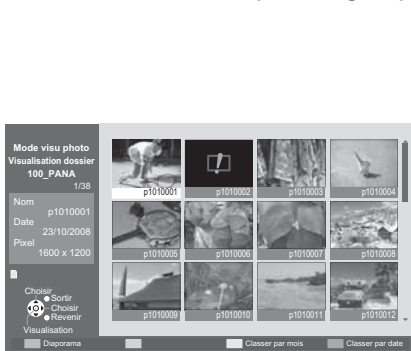 Mode visu photo
Visualisation dossier
100_PANA
1/38
Nom
p1010001
Date
23/10/2008
Pixel
1600 x 1200
Choisir
Sortir
Choisir
Revenir
Visualisation
p1010001 p1010002 p1010003 p1010004
p1010005 p1010006 p1010007 p1010008
p1010009 p1010010 p1010011 p1010012
Diaporama Classer par mois Classer par date